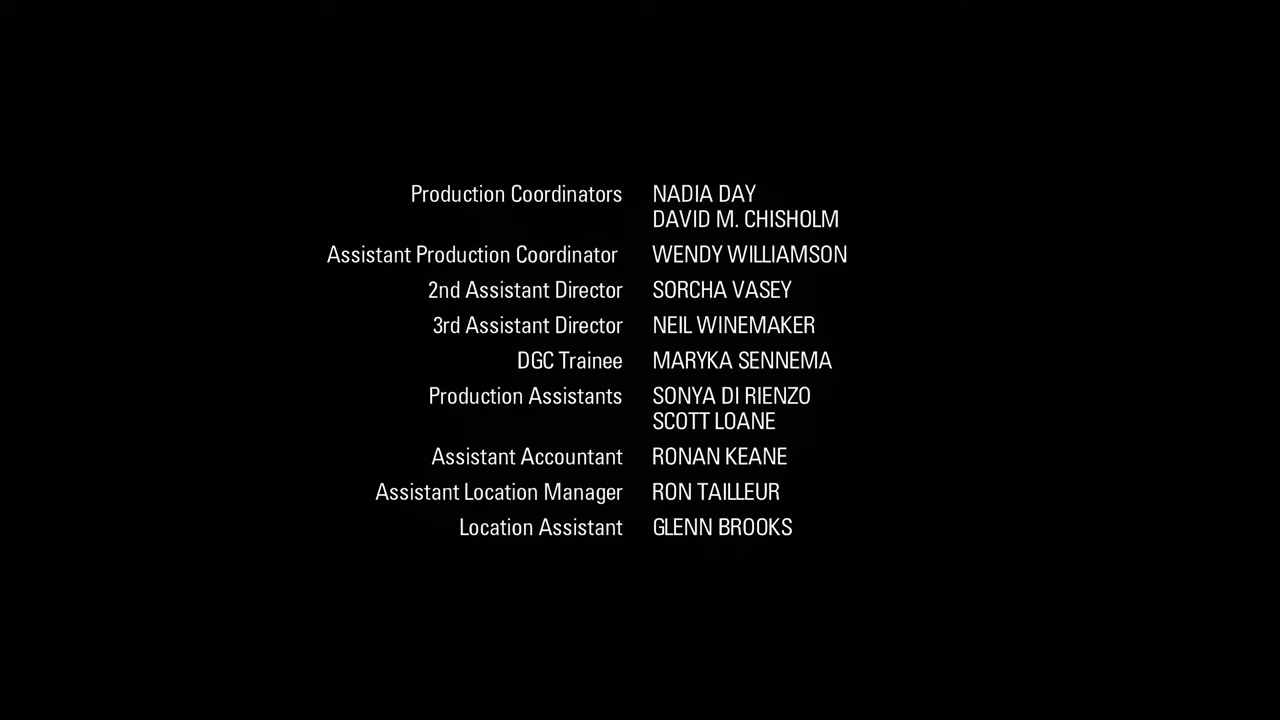 Production Coordinators NADIA DAY
DAVID M. CHISHOLM
Assistant Production Coordinator WENDY WILLIAMSON
2nd Assistant Director SORCHA VASEY
3rd Assistant Director NEIL WINEMAKER
DGC Trainee MARYKA SENNEMA
Production Assistants SONYA DI RIENZO
SCOTT LOANE
Assistant Accountant RONAN KEANE
Assistant Location Manager RON TAILLEUR
Location Assistant GLENN BROOKS